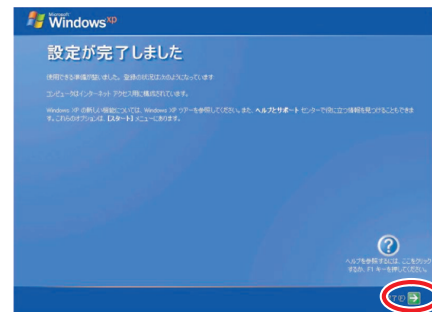 Microsoft
Windows xp
設定が完了しました
使用できる準備が整いました。登録の状況は次のようになっています
コンピュータはインターネット アクセス用に構成されています。
Windows XP の新しい機能については、Windows XP ツアーを参照してください。また、ヘルプとサポート センターで役に立つ情報を見つけることもできま
す。これらのオプションは、[スタート] メニューにあります。
?
ヘルプを参照するには、ここをクリック
するか、F1 キーを押してください。